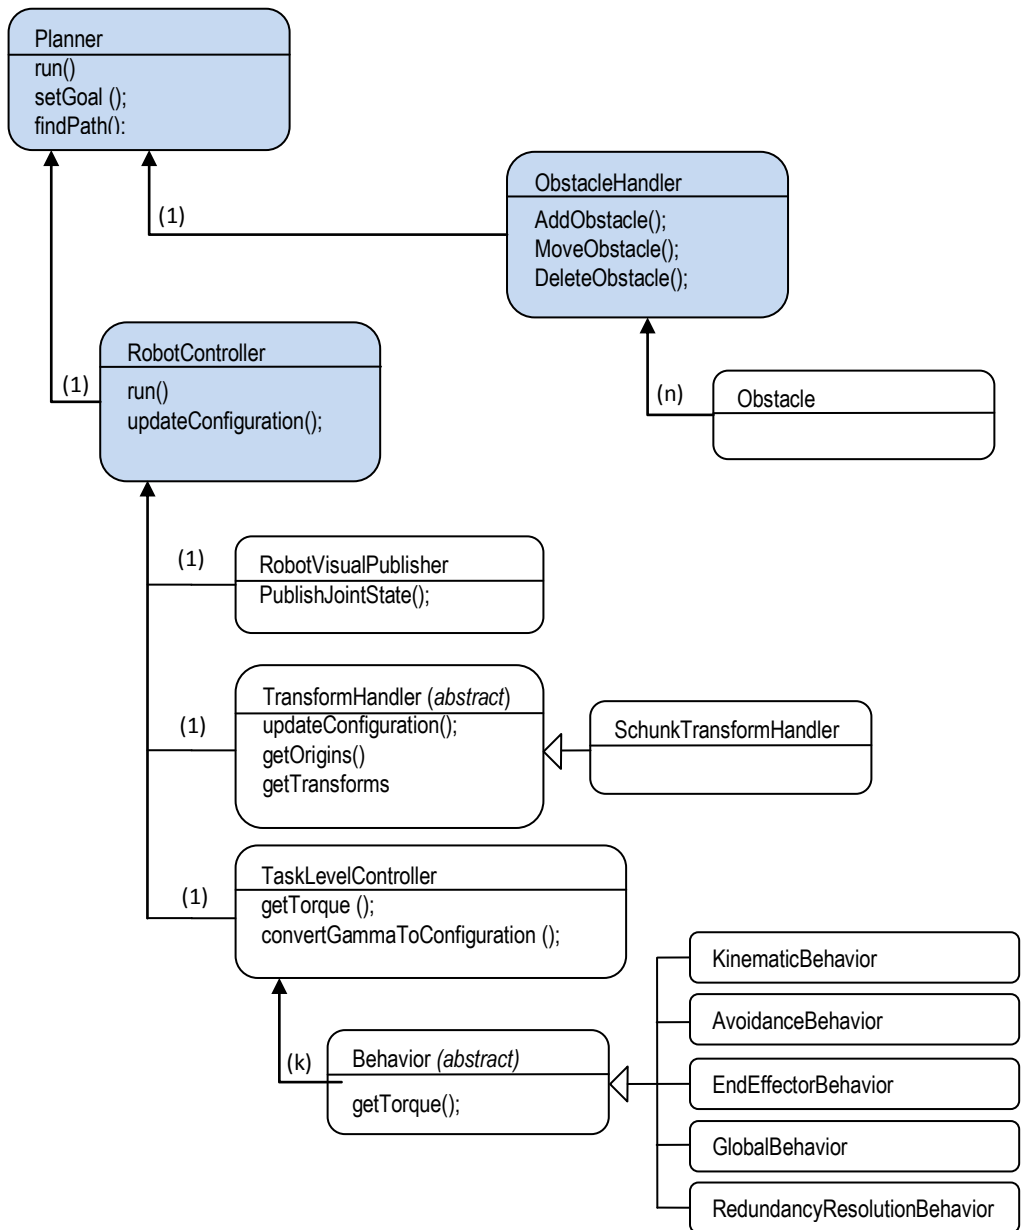 Planner
run()
setGoal ();
findPath():
(1)
ObstacleHandler
AddObstacle();
MoveObstacle();
DeleteObstacle();
(1)
RobotController
run()
updateConfiguration();
(n)
Obstacle
(1)
RobotVisualPublisher
PublishJointState();
(1)
TransformHandler (abstract)
updateConfiguration();
getOrigins()
getTransforms
SchunkTransformHandler
(1)
TaskLevelController
getTorque ();
convertGammaToConfiguration ();
(k)
Behavior (abstract)
getTorque();
KinematicBehavior
AvoidanceBehavior
EndEffectorBehavior
GlobalBehavior
RedundancyResolutionBehavior